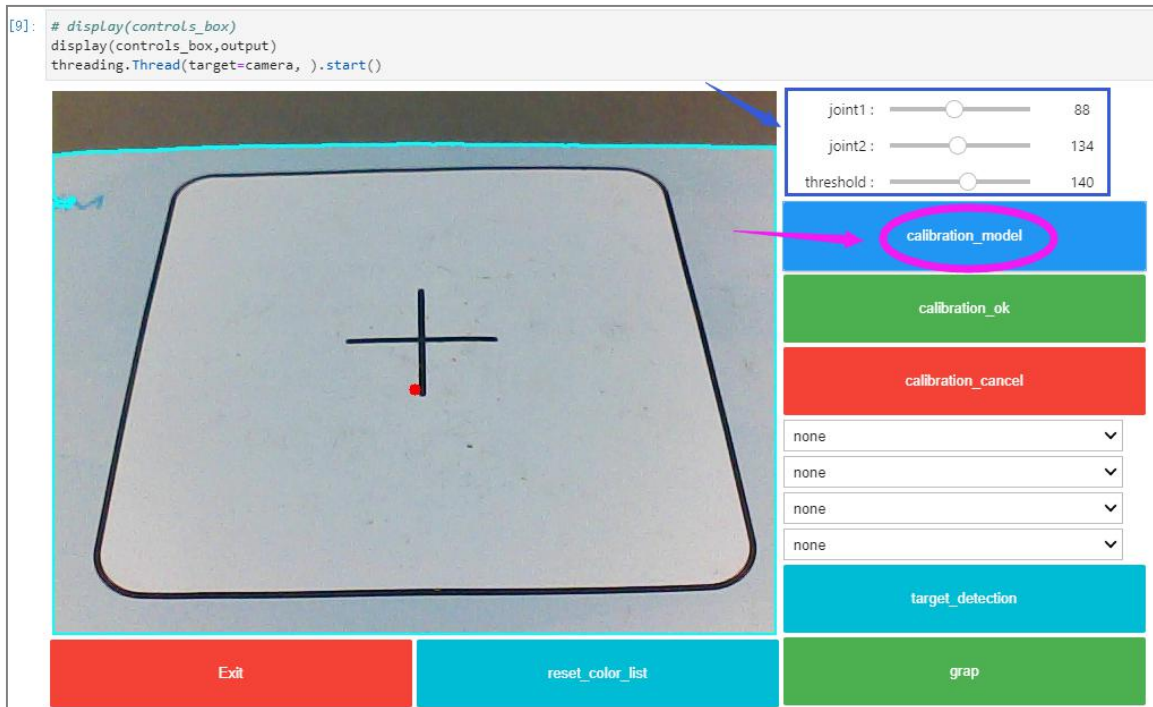 [9]: # display(controls_box)
display(controls_box,output)
threading.Thread(target=camera, ).start()
joint1 : 88
joint2 : 134
threshold : 140
calibration_model
calibration_ok
calibration_cancel
none
none
none
none
target_detection
Exit
reset_color_list
grap